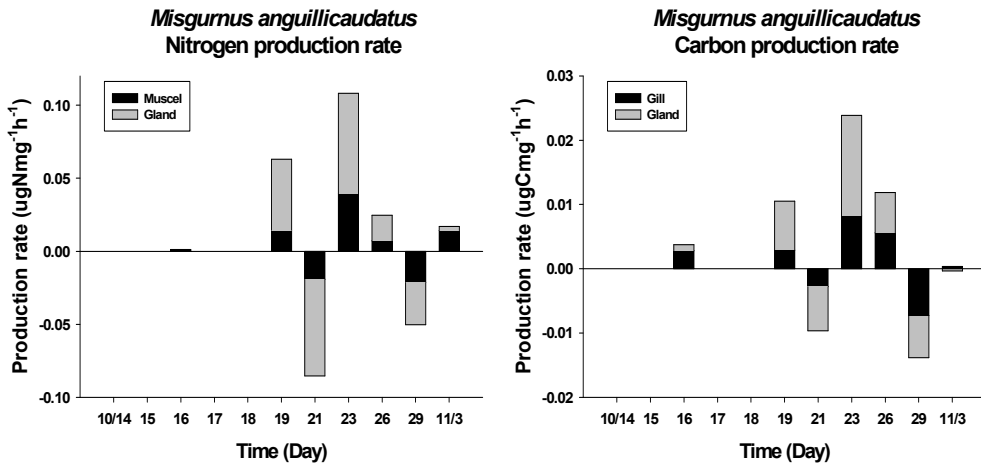 Misgurnus anguillicaudatus
Nitrogen production rate
Production rate (ugNmg⁻¹h⁻¹)
Muscel
Gland
0.10
0.05
0.00
-0.05
-0.10
10/14 15 16 17 18 19 21 23 26 29 11/3
Time (Day)
Misgurnus anguillicaudatus
Carbon production rate
Production rate (ugCmg⁻¹h⁻¹)
Gill
Gland
0.03
0.02
0.01
0.00
-0.01
-0.02
10/14 15 16 17 18 19 21 23 26 29 11/3
Time (Day)